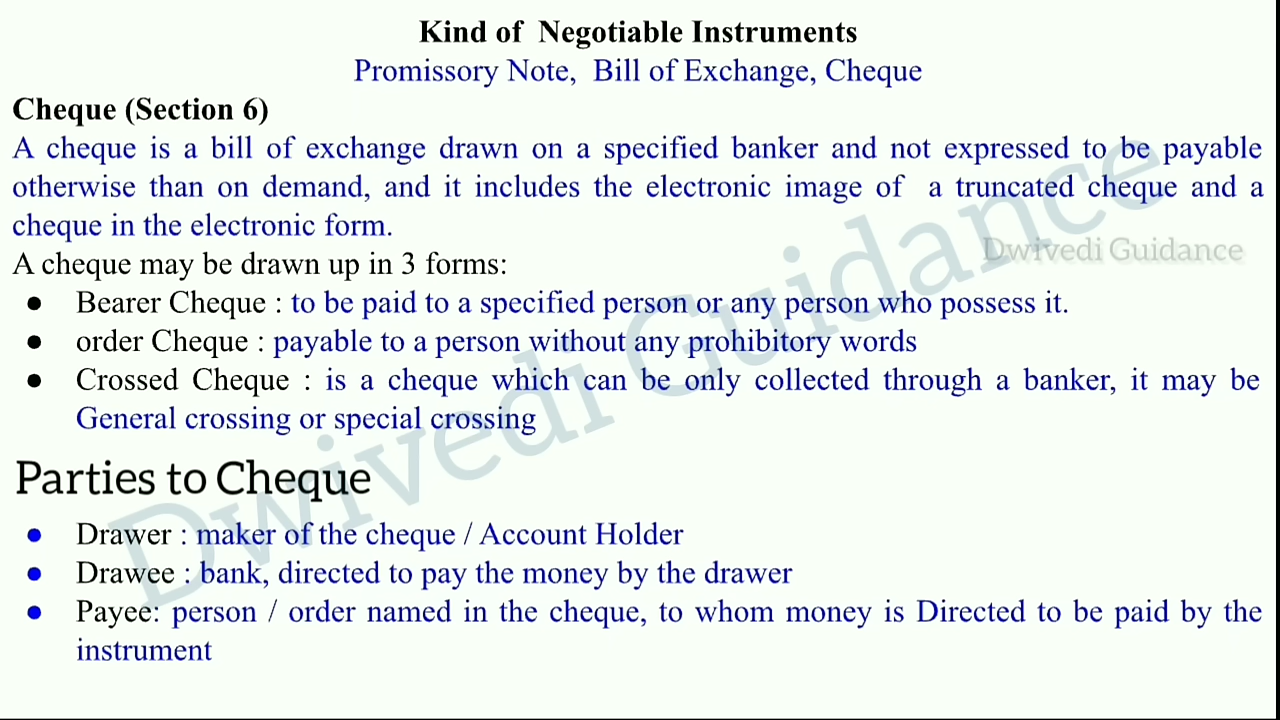 Kind of Negotiable Instruments
Promissory Note, Bill of Exchange, Cheque
Cheque (Section 6)
A cheque is a bill of exchange drawn on a specified banker and not expressed to be payable
otherwise than on demand, and it includes the electronic image of a truncated cheque and a
cheque in the electronic form.
Dwivedi Guidance
A cheque may be drawn up in 3 forms:
● Bearer Cheque : to be paid to a specified person or any person who possess it.
● order Cheque : payable to a person without any prohibitory words
● Crossed Cheque : is a cheque which can be only collected through a banker, it may be
General crossing or special crossing
Dwivedi Guidance
Parties to Cheque
● Drawer : maker of the cheque / Account Holder
● Drawee : bank, directed to pay the money by the drawer
● Payee: person / order named in the cheque, to whom money is Directed to be paid by the
instrument